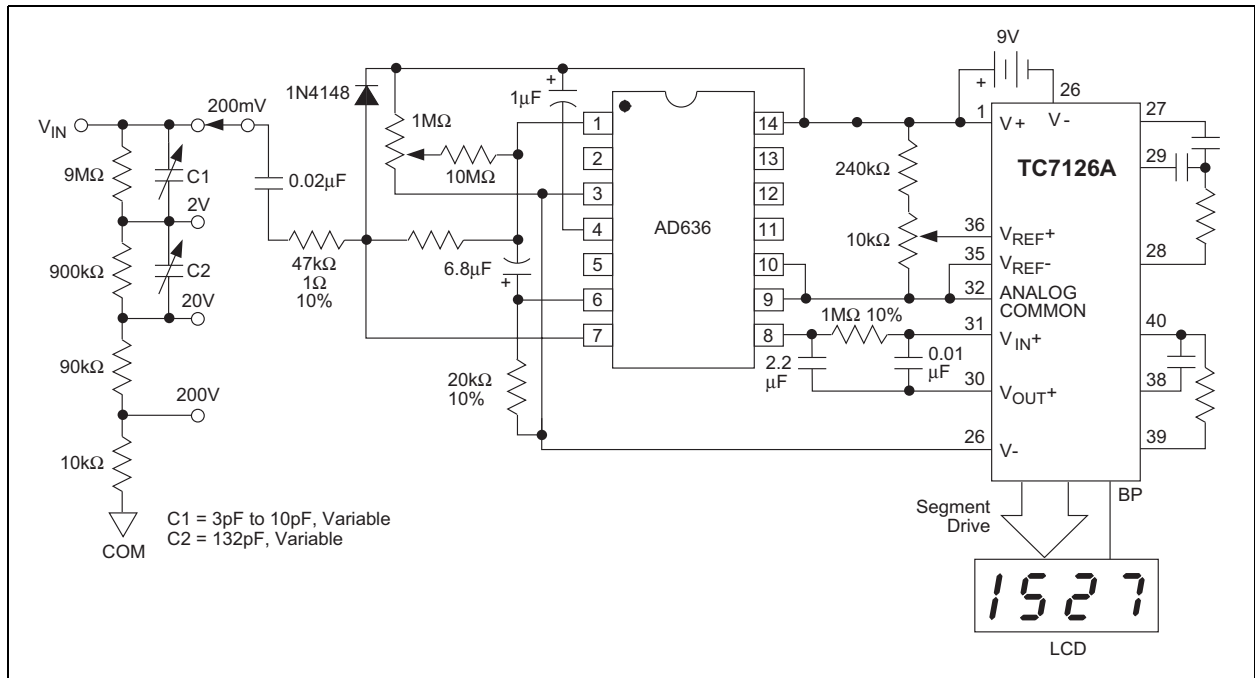 9V
26
1N4148
1µF
200mV
V_IN
1MΩ
10MΩ
0.02µF
9MΩ
C1
2V
900kΩ
C2
20V
47kΩ
1Ω
10%
6.8µF
90kΩ
200V
20kΩ
10%
10kΩ
COM
C1 = 3pF to 10pF, Variable
C2 = 132pF, Variable
1
2
3
4
5
6
7
AD636
14
13
12
11
10
9
8
240kΩ
10kΩ
1MΩ 10%
2.2
µF
0.01
µF
1
V+
V-
TC7126A
36
V_REF+
35
V_REF-
32
ANALOG
COMMON
31
V_IN+
30
V_OUT+
26
V-
27
29
28
40
38
39
BP
Segment
Drive
1527
LCD